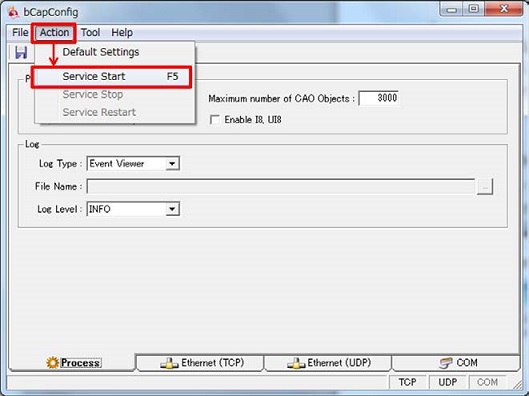 bCapConfig
File Action Tool Help
Default Settings
Service Start F5
Service Stop
Service Restart
P
Maximum number of CAO Objects : 3000
Enable I8, UI8
Log
Log Type : Event Viewer
File Name :
...
Log Level : INFO
Process Ethernet (TCP) Ethernet (UDP) COM
TCP UDP COM